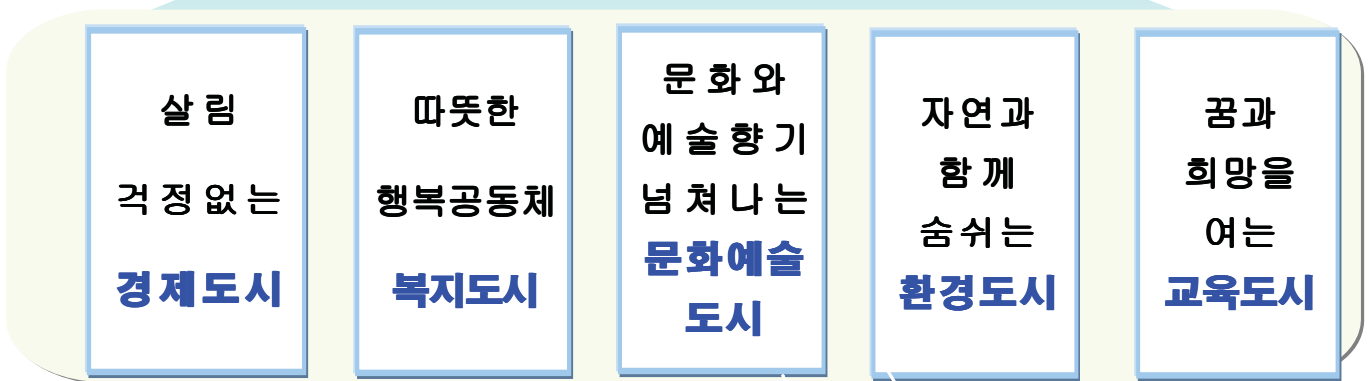 살림
걱정없는
경제도시
따뜻한
행복공동체
복지도시
문화와
예술향기
넘쳐나는
문화예술
도시
자연과
함께
숨쉬는
환경도시
꿈과
희망을
여는
교육도시